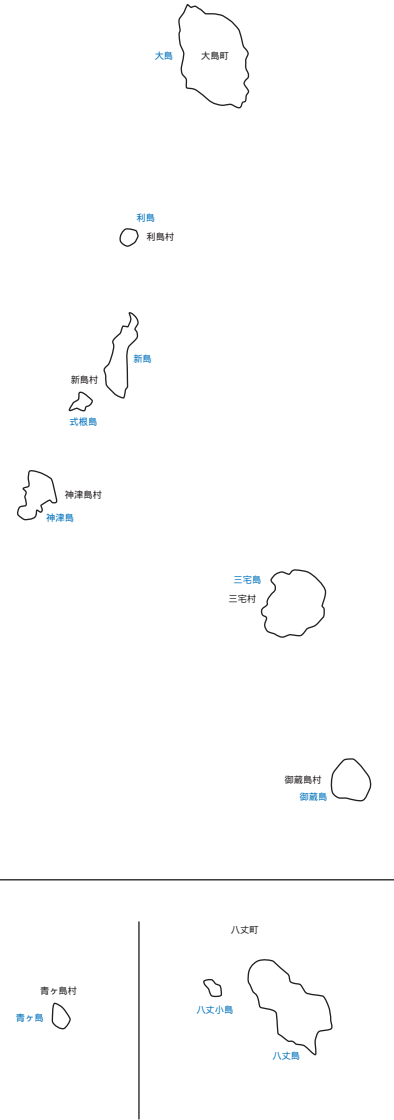 大島
大島町
利島
利島村
新島
新島村
式根島
神津島村
神津島
三宅島
三宅村
御蔵島村
御蔵島
青ヶ島村
青ヶ島
八丈町
八丈小島
八丈島